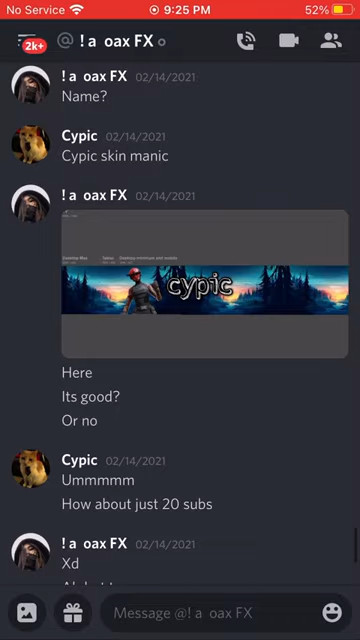 No Service 9:25 PM 52%
2k+ @ ! a oax FX
! a oax FX 02/14/2021
Name?
Cypic 02/14/2021
Cypic skin manic
! a oax FX 02/14/2021
cypic
Here
Its good?
Or no
Cypic 02/14/2021
Ummmmm
How about just 20 subs
! a oax FX 02/14/2021
Xd
Message @! a oax FX